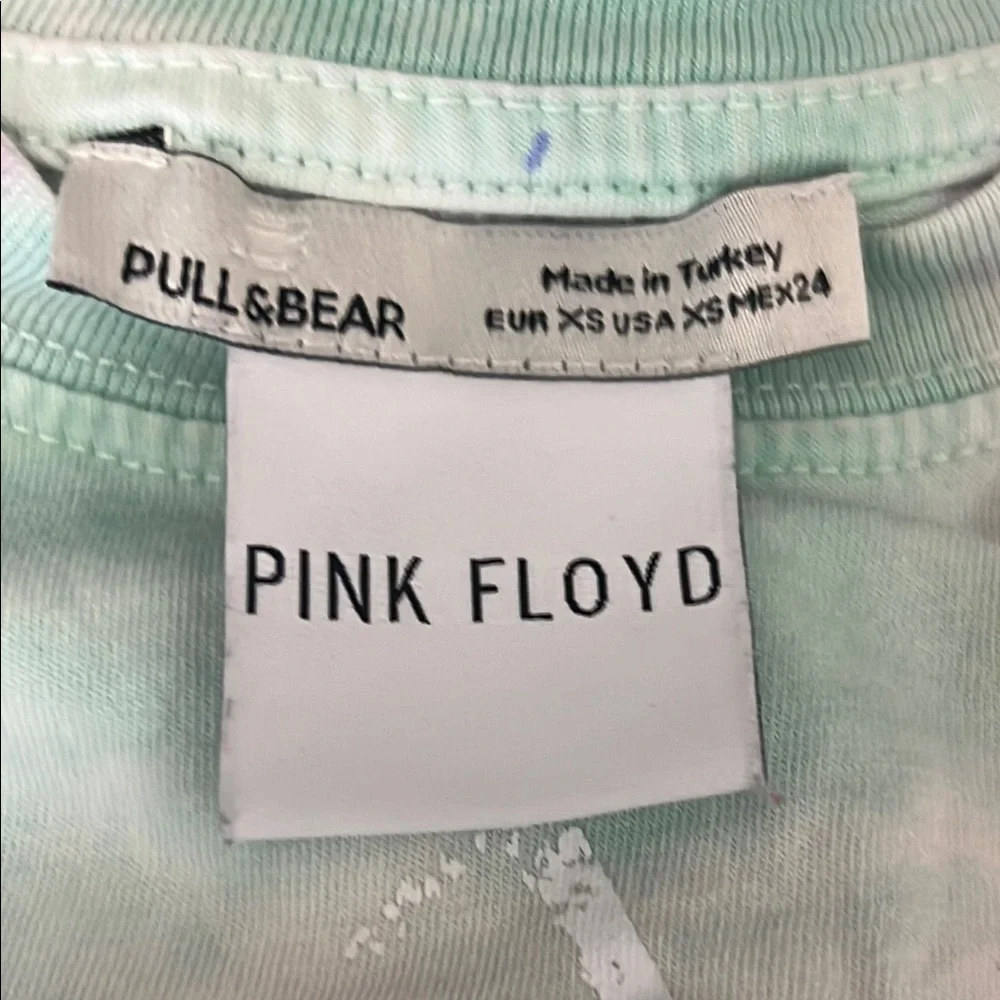 PULL&BEAR
Made in Turkey
EUR XS USA XS MEX24
PINK FLOYD